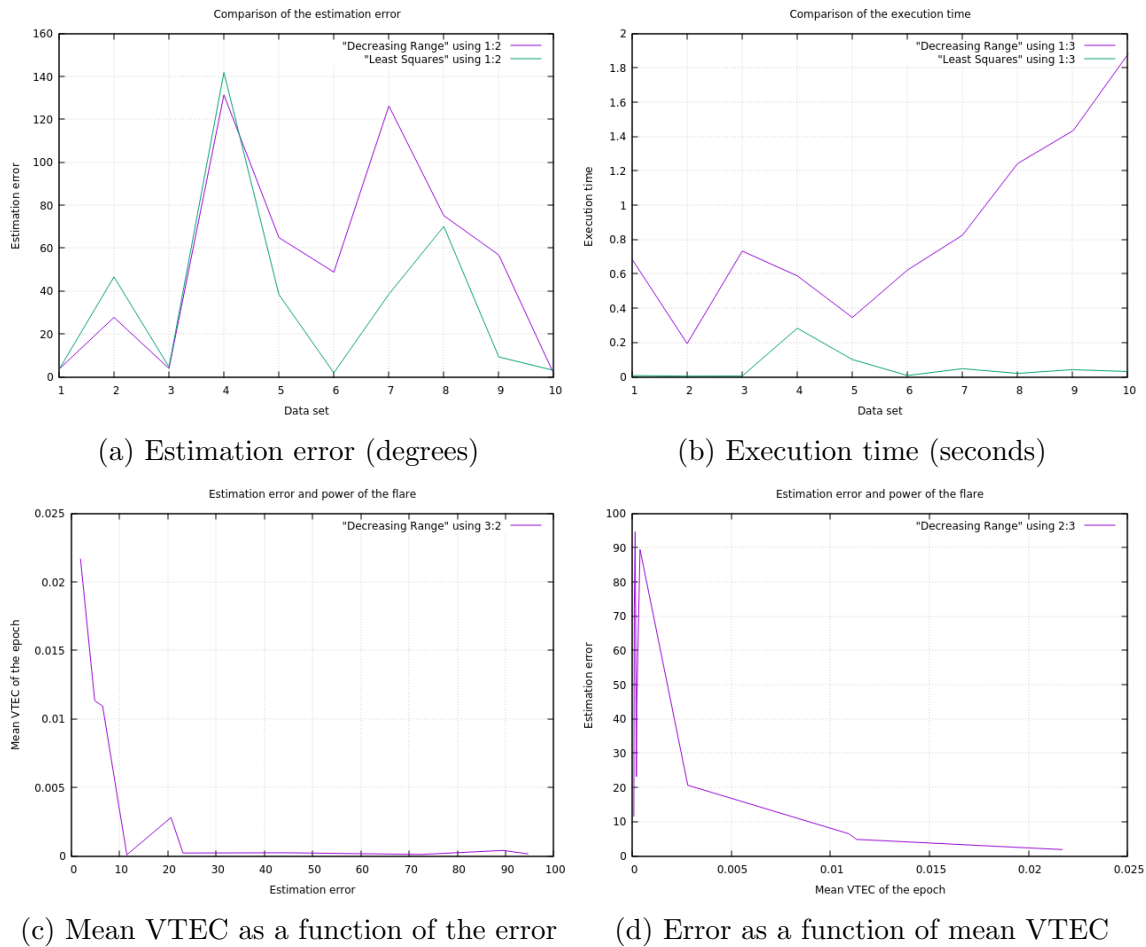 Comparison of the estimation error
160
140
120
100
80
60
40
20
0
Estimation error
"Decreasing Range" using 1:2
"Least Squares" using 1:2
1 2 3 4 5 6 7 8 9 10
Data set
(a) Estimation error (degrees)
Comparison of the execution time
2
1.8
1.6
1.4
1.2
1
0.8
0.6
0.4
0.2
0
Execution time
"Decreasing Range" using 1:3
"Least Squares" using 1:3
1 2 3 4 5 6 7 8 9 10
Data set
(b) Execution time (seconds)
Estimation error and power of the flare
0.025
0.02
0.015
0.01
0.005
0
Mean VTEC of the epoch
"Decreasing Range" using 3:2
0 10 20 30 40 50 60 70 80 90 100
Estimation error
(c) Mean VTEC as a function of the error
Estimation error and power of the flare
100
90
80
70
60
50
40
30
20
10
0
Estimation error
"Decreasing Range" using 2:3
0 0.005 0.01 0.015 0.02 0.025
Mean VTEC of the epoch
(d) Error as a function of mean VTEC